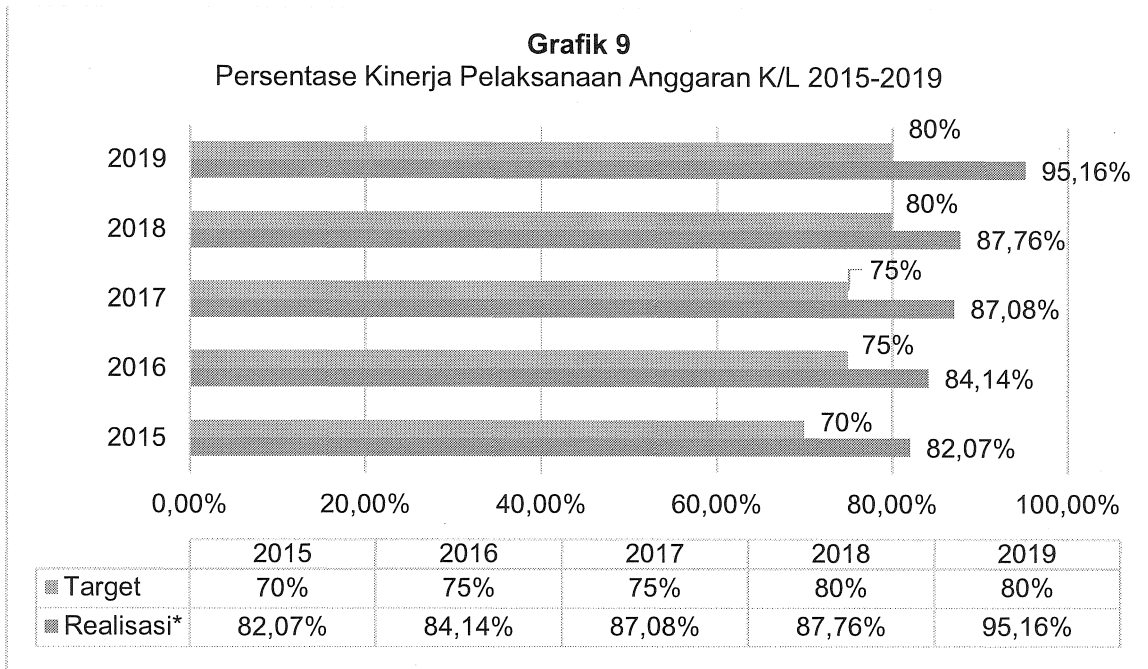 Grafik 9
Persentase Kinerja Pelaksanaan Anggaran K/L 2015-2019
80%
2019
95,16%
80%
2018
87,76%
75%
2017
87,08%
75%
2016
84,14%
70%
2015
82,07%
0,00% 20,00% 40,00% 60,00% 80,00% 100,00%
2015 2016 2017 2018 2019
Target 70% 75% 75% 80% 80%
Realisasi* 82,07% 84,14% 87,08% 87,76% 95,16%